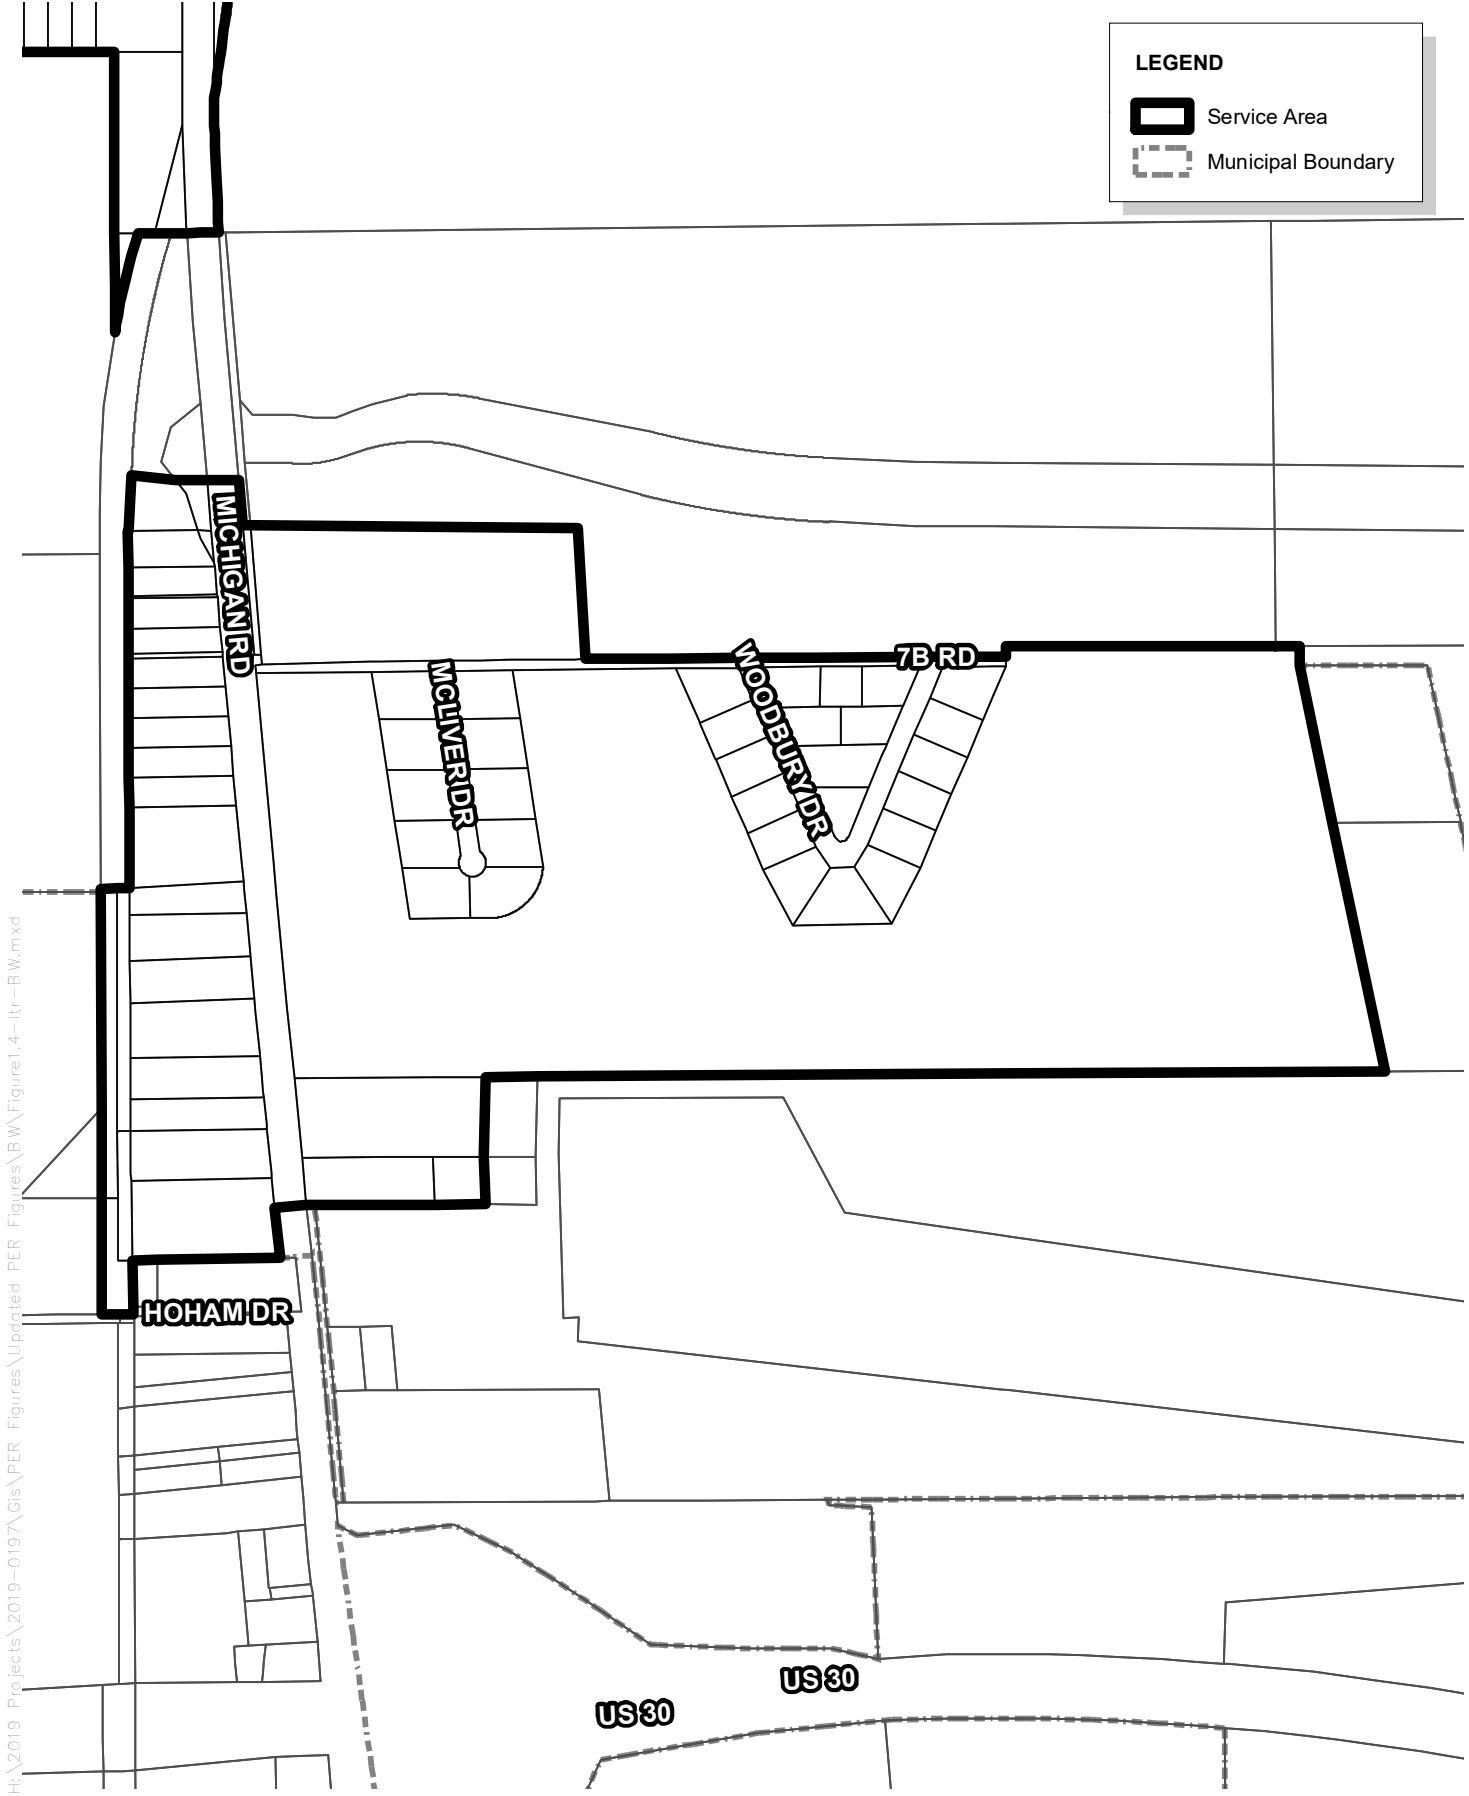 LEGEND
Service Area
Municipal Boundary
MICHIGAN RD
7B RD
WOODBURY DR
MCLIVER DR
HOHAM DR
US 30
US 30
H:\2019 Projects\2019-0197\Gis\PER Figures\Updated PER Figures\BW\Figure1.4-ltr-BW.mxd